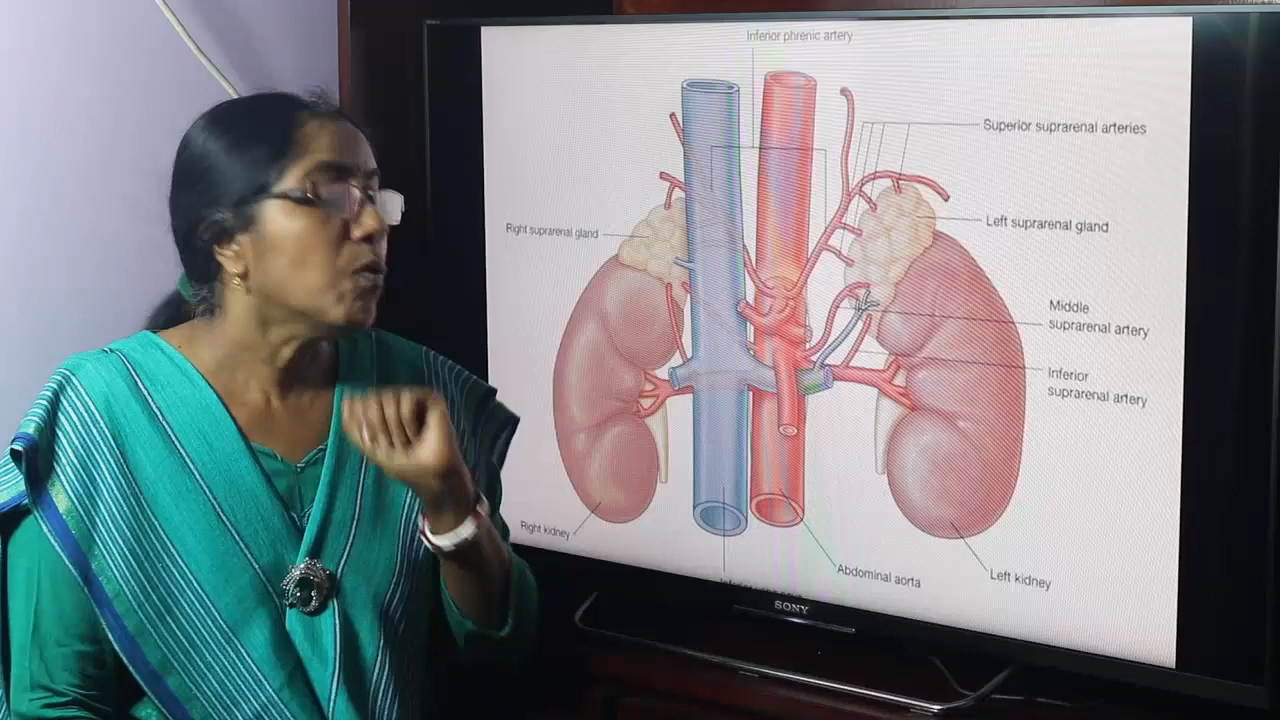 Inferior phrenic artery
Superior suprarenal arteries
Right suprarenal gland
Left suprarenal gland
Middle
suprarenal artery
Inferior
suprarenal artery
Right kidney
Abdominal aorta
Left kidney
SONY